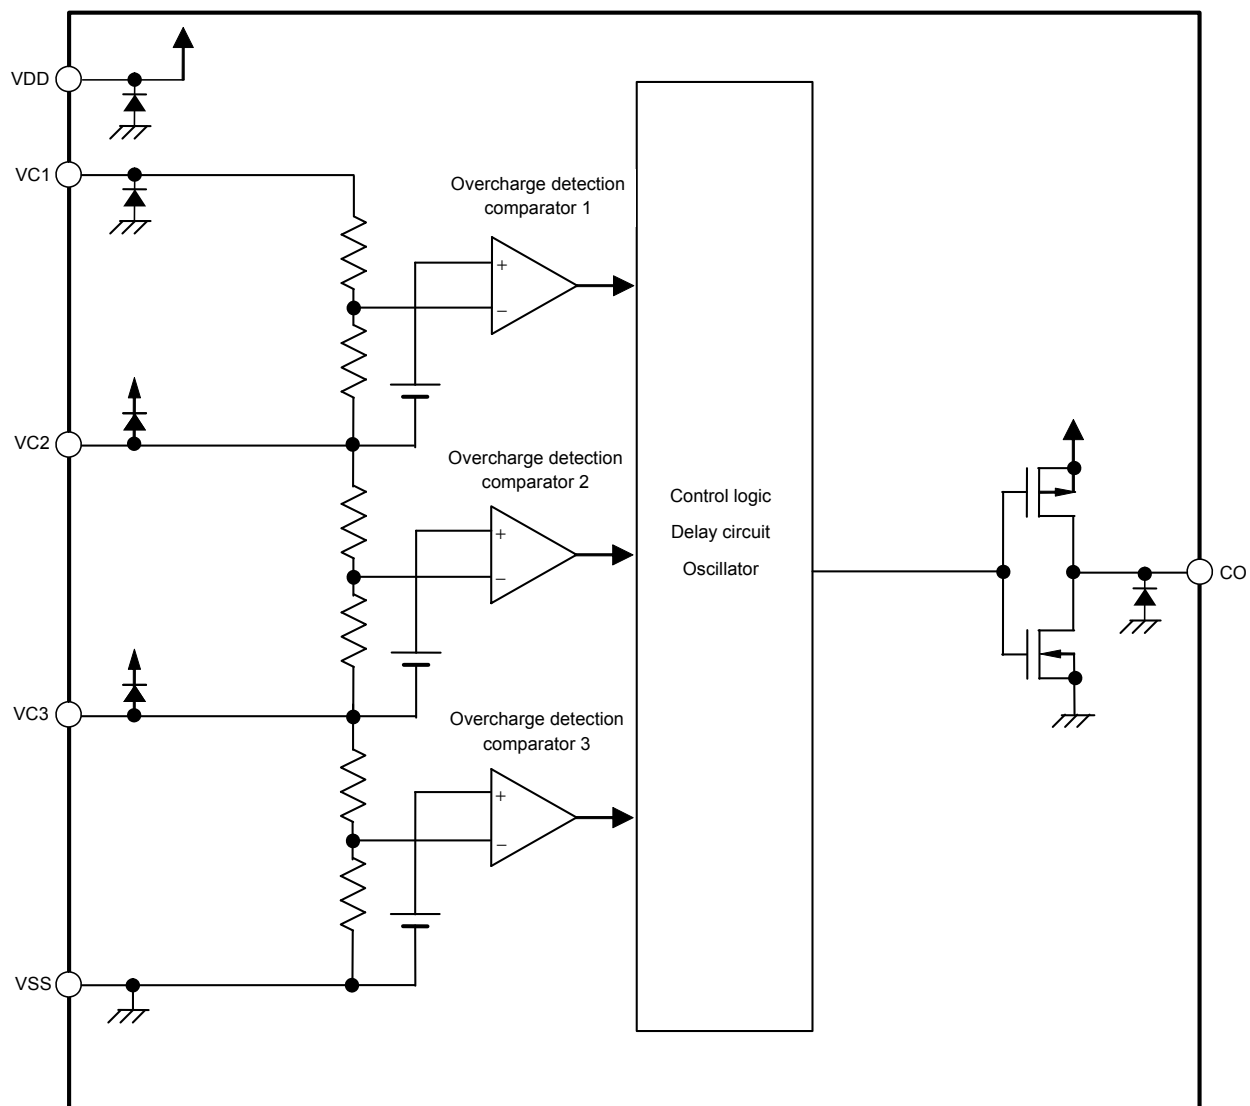 VDD
VC1
Overcharge detection
comparator 1
+
−
VC2
Overcharge detection
comparator 2
+
−
Control logic
Delay circuit
Oscillator
CO
VC3
Overcharge detection
comparator 3
+
−
VSS